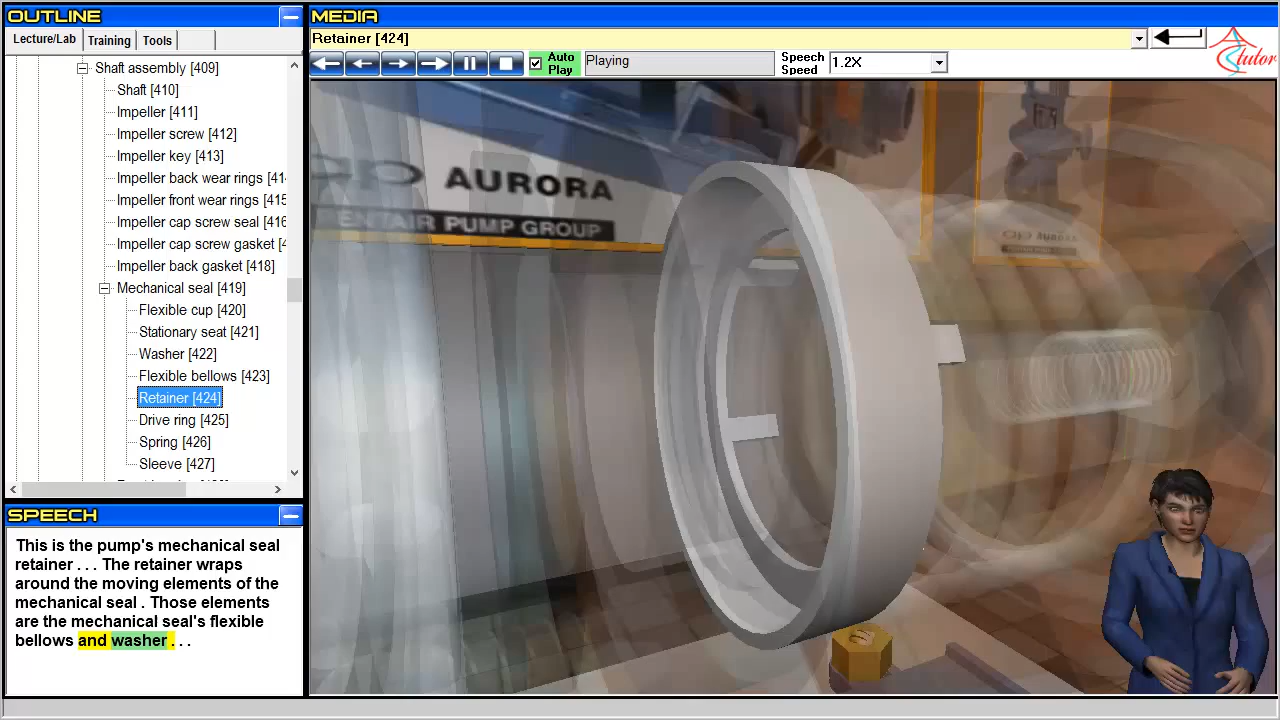 OUTLINE
Lecture/Lab
Training
Tools
Shaft assembly [409]
Shaft [410]
Impeller [411]
Impeller screw [412]
Impeller key [413]
Impeller back wear rings [41
Impeller front wear rings [415
Impeller cap screw seal [416
Impeller cap screw gasket [4
Impeller back gasket [418]
Mechanical seal [419]
Flexible cup [420]
Stationary seat [421]
Washer [422]
Flexible bellows [423]
Retainer [424]
Drive ring [425]
Spring [426]
Sleeve [427]
SPEECH
This is the pump's mechanical seal
retainer . . . The retainer wraps
around the moving elements of the
mechanical seal . Those elements
are the mechanical seal's flexible
bellows and washer . . .
MEDIA
Retainer [424]
Auto
Play
Playing
Speech
Speed
1.2X
tutor
AURORA
PENTAIR PUMP GROUP
AURORA